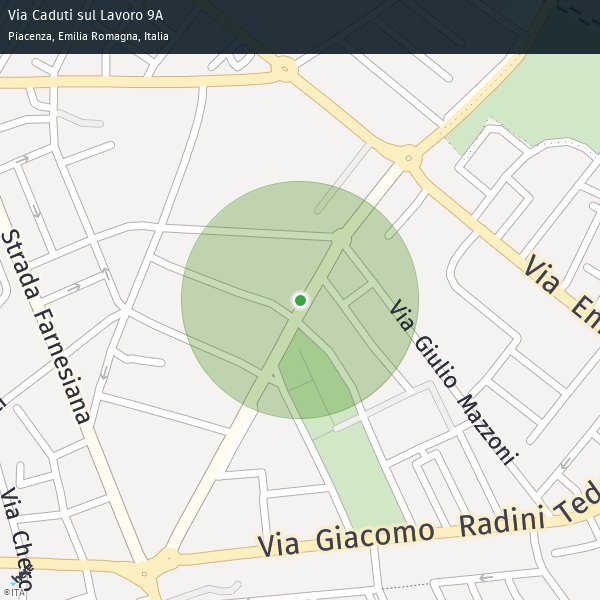 Via Caduti sul Lavoro 9A
Piacenza, Emilia Romagna, Italia
Strada Farnesiana
Via Em
Via Giulio Mazzoni
Via Giacomo Radini Ted
Via Chero
©ITA